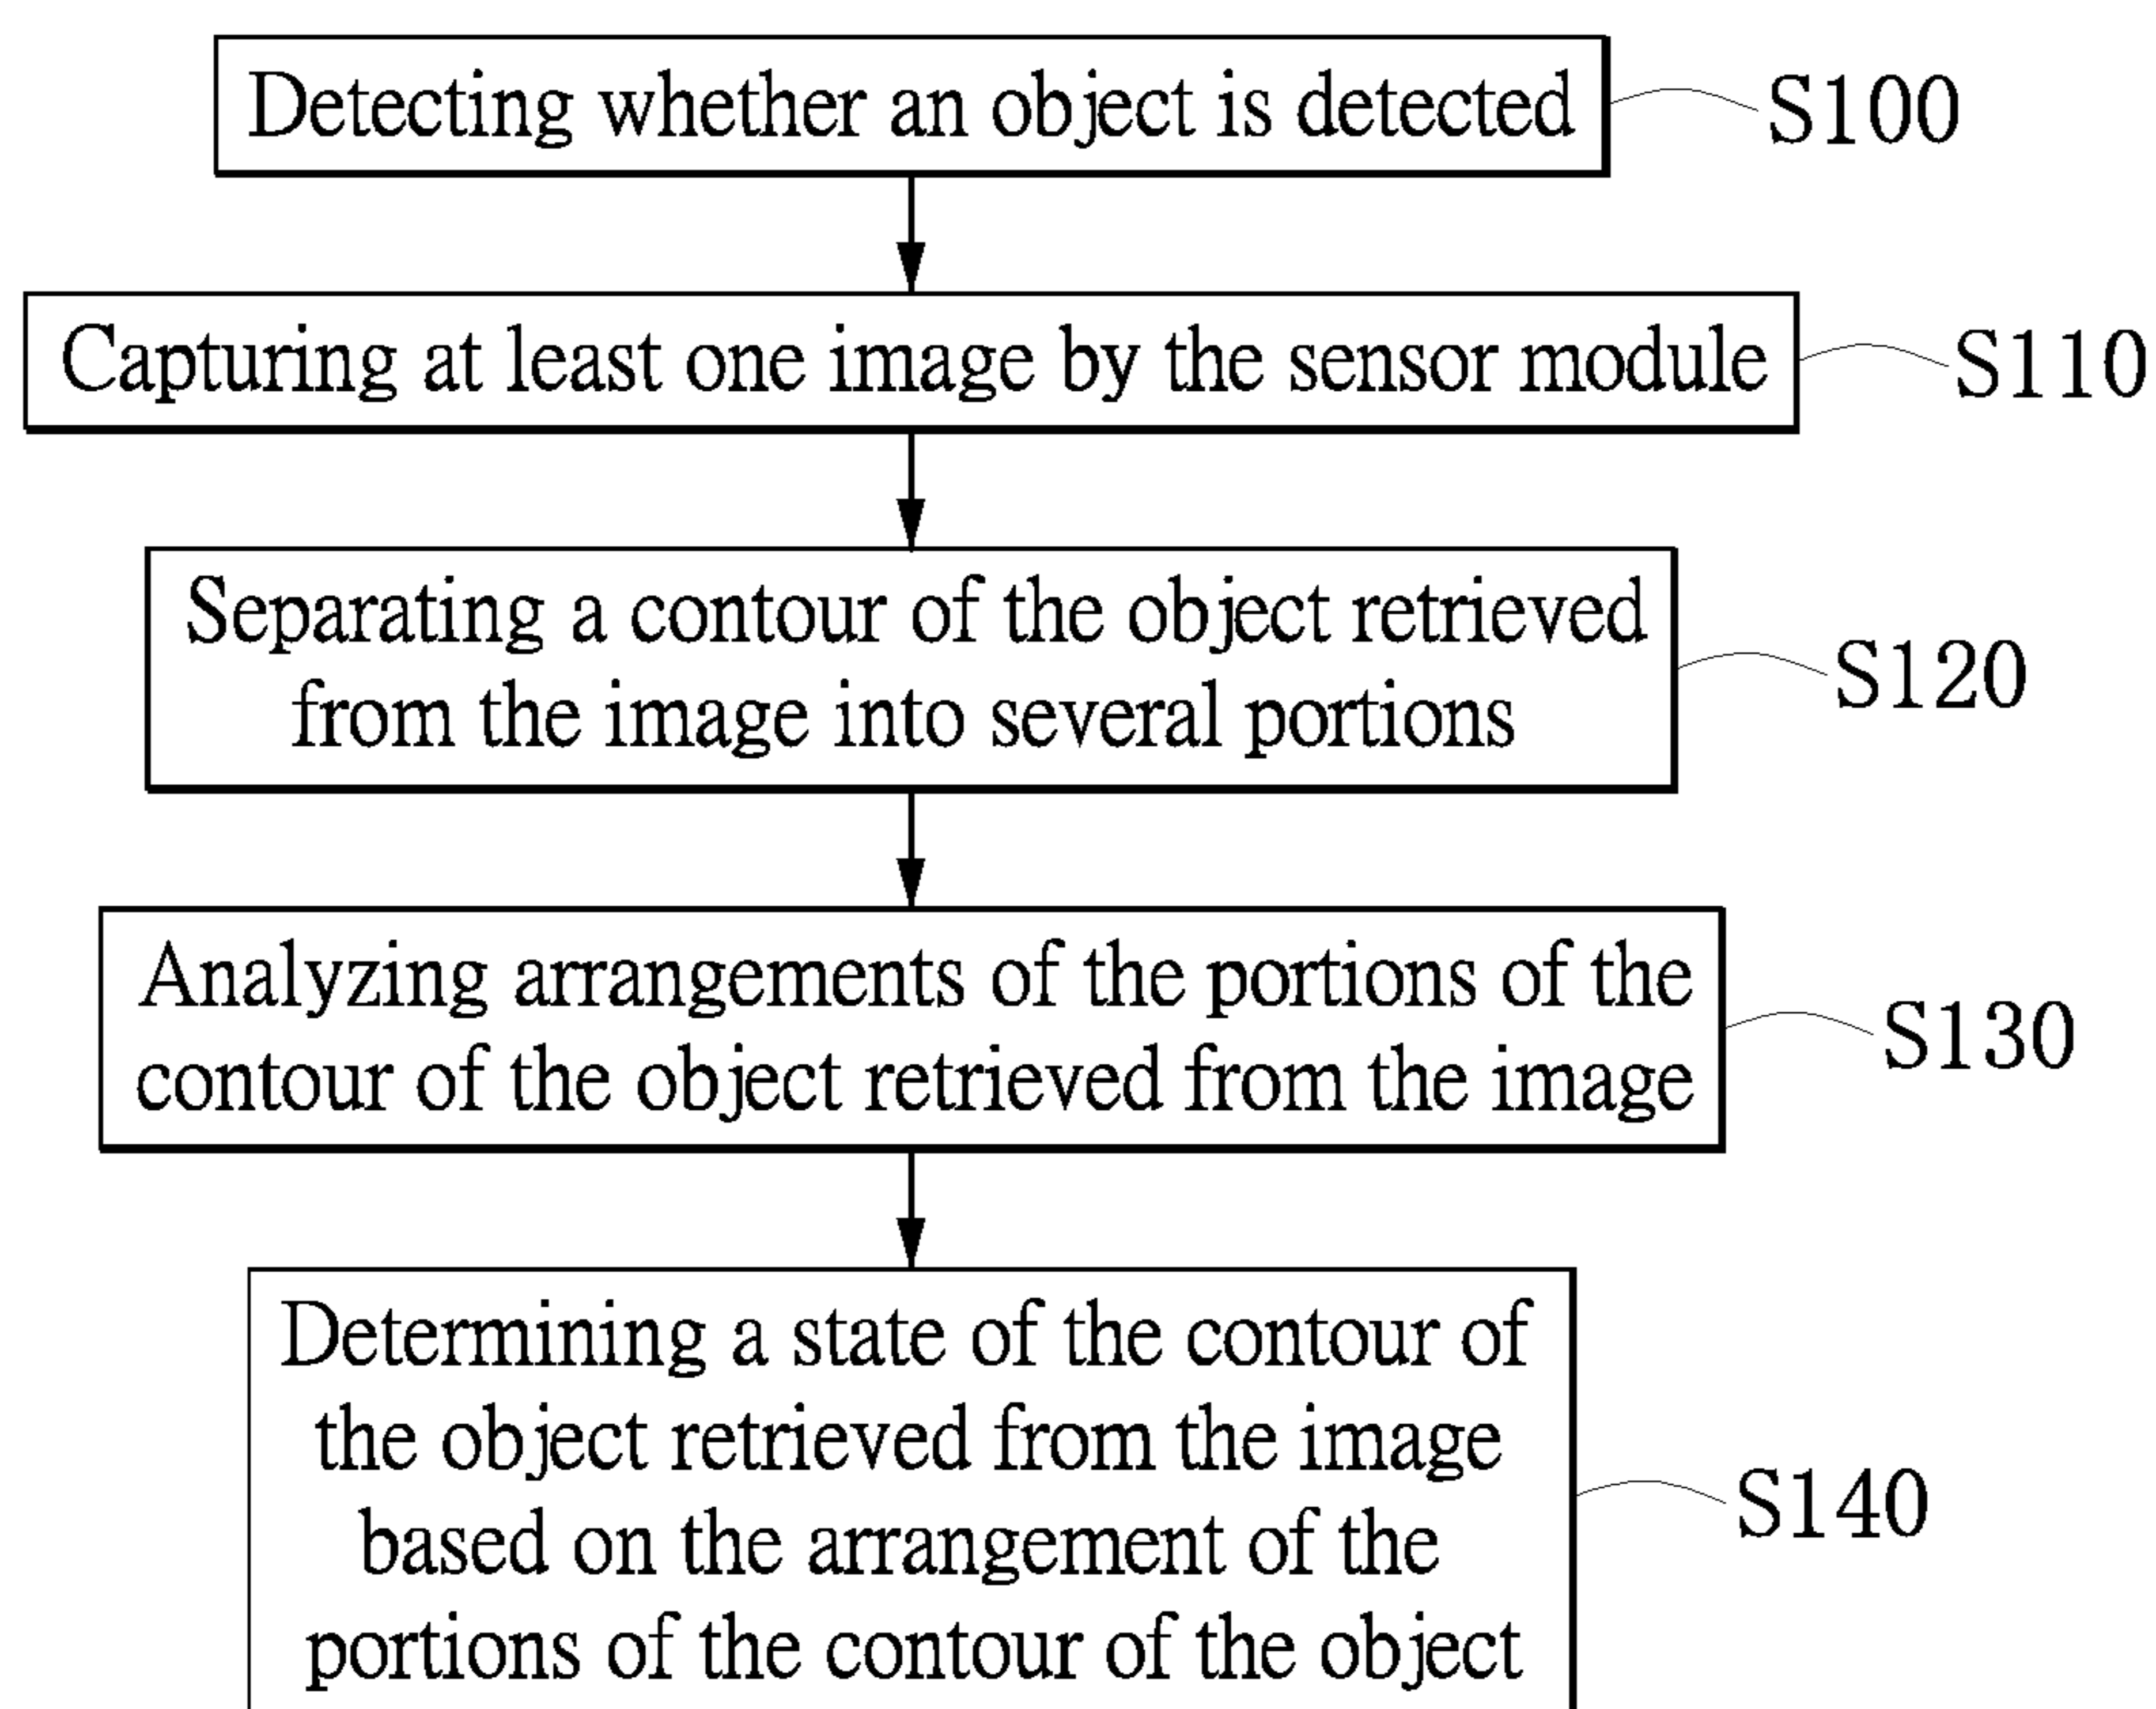 Detecting whether an object is detected
S100
Capturing at least one image by the sensor module
S110
Separating a contour of the object retrieved
from the image into several portions
S120
Analyzing arrangements of the portions of the
contour of the object retrieved from the image
S130
Determining a state of the contour of
the object retrieved from the image
based on the arrangement of the
portions of the contour of the object
S140